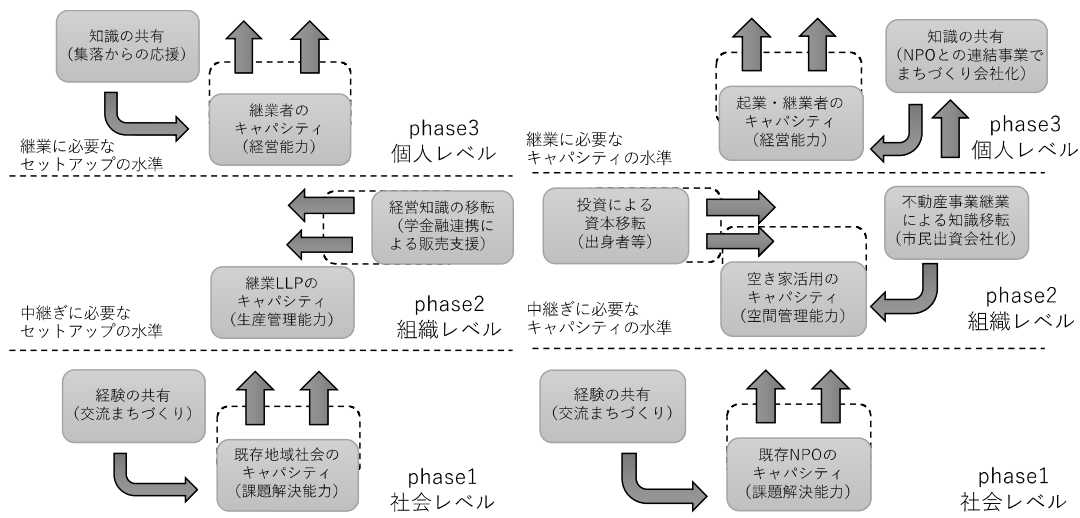 知識の共有
(集落からの応援)
継業者の
キャパシティ
(経営能力)
phase3
個人レベル
継業に必要な
セットアップの水準
経営知識の移転
(学金融連携に
よる販売支援)
継業LLPの
キャパシティ
(生産管理能力)
phase2
組織レベル
中継ぎに必要な
セットアップの水準
経験の共有
(交流まちづくり)
既存地域社会の
キャパシティ
(課題解決能力)
phase1
社会レベル
知識の共有
(NPOとの連結事業で
まちづくり会社化)
起業・継業者の
キャパシティ
(経営能力)
phase3
個人レベル
継業に必要な
キャパシティの水準
投資による
資本移転
(出身者等)
不動産事業継業
による知識移転
(市民出資会社化)
空き家活用の
キャパシティ
(空間管理能力)
phase2
組織レベル
中継ぎに必要な
キャパシティの水準
経験の共有
(交流まちづくり)
既存NPOの
キャパシティ
(課題解決能力)
phase1
社会レベル